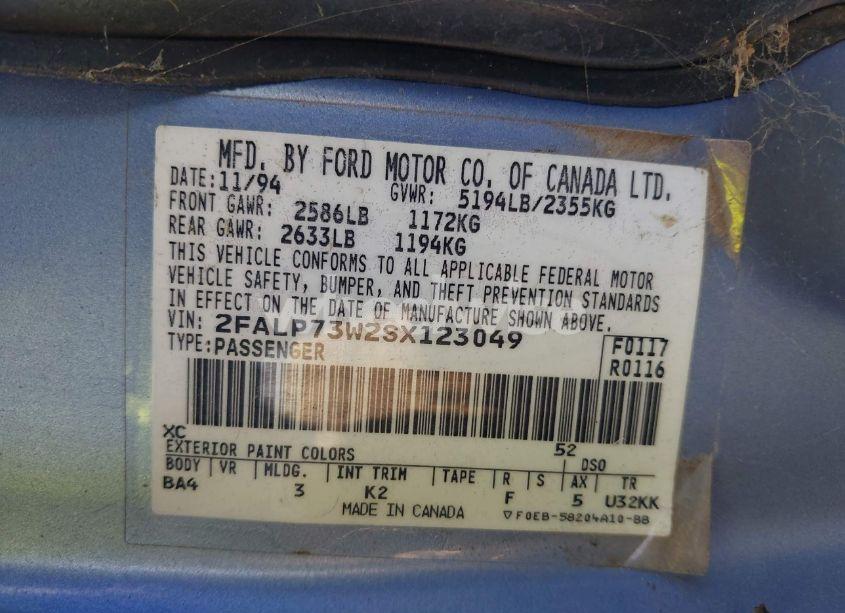 MFD. BY FORD MOTOR CO. OF CANADA LTD.
DATE: 11/94 GVWR: 5194LB/2355KG
FRONT GAWR: 2586LB 1172KG
REAR GAWR: 2633LB 1194KG
THIS VEHICLE CONFORMS TO ALL APPLICABLE FEDERAL MOTOR
VEHICLE SAFETY, BUMPER, AND THEFT PREVENTION STANDARDS
IN EFFECT ON THE DATE OF MANUFACTURE SHOWN ABOVE.
VIN: 2FALP73W2SX123049 F0117
TYPE: PASSENGER R0116
XC 52
EXTERIOR PAINT COLORS DSO
BODY VR MLDG. INT TRIM TAPE R S AX TR
BA4 3 K2 F 5 U32KK
MADE IN CANADA ▽F0EB-58204A10-BB